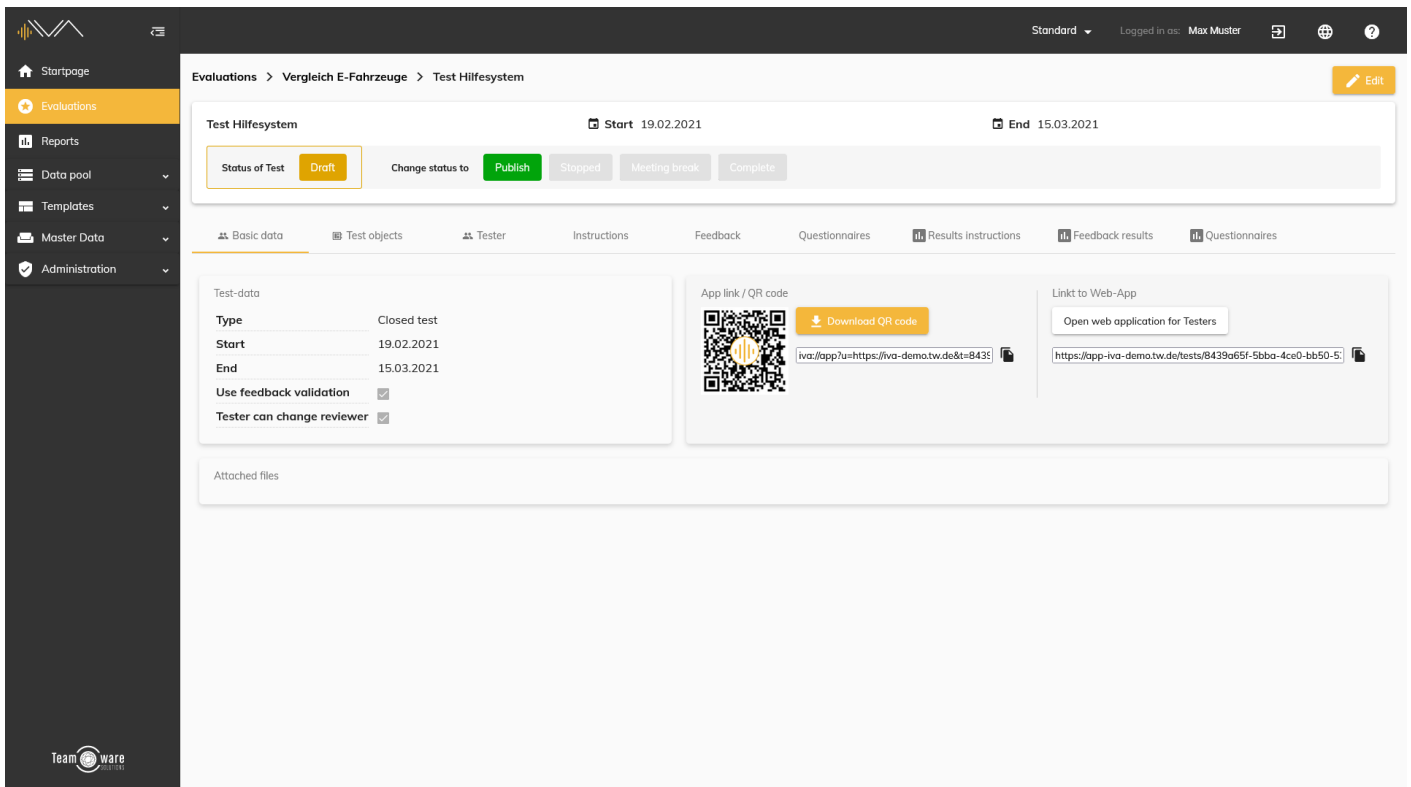 Standard Logged in as: Max Muster
Startpage
Evaluations
Reports
Data pool
Templates
Master Data
Administration
Team ware
SOLUTIONS
Evaluations > Vergleich E-Fahrzeuge > Test Hilfesystem
Edit
Test Hilfesystem Start 19.02.2021 End 15.03.2021
Status of Test Draft Change status to Publish Stopped Meeting break Complete
Basic data Test objects Tester Instructions Feedback Questionnaires Results instructions Feedback results Questionnaires
Test-data
Type Closed test
Start 19.02.2021
End 15.03.2021
Use feedback validation
Tester can change reviewer
App link / QR code
Download QR code
iva://app?u=https://iva-demo.tw.de&t=8439
Linkt to Web-App
Open web application for Testers
https://app-iva-demo.tw.de/tests/8439a65f-5bba-4ce0-bb50-5
Attached files